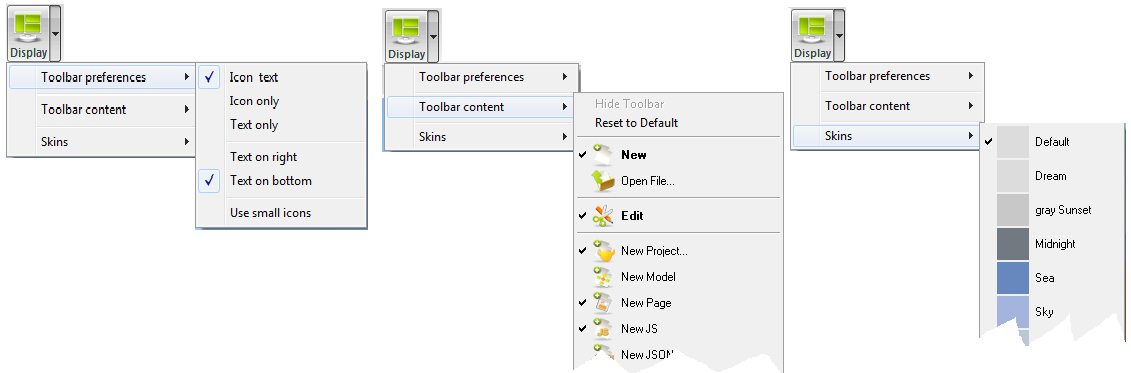 Display
Toolbar preferences
Toolbar content
Skins
Icon text
Icon only
Text only
Text on right
Text on bottom
Use small icons
Display
Toolbar preferences
Toolbar content
Skins
Hide Toolbar
Reset to Default
New
Open File...
Edit
New Project...
New Model
New Page
New JS
New JSON
Display
Toolbar preferences
Toolbar content
Skins
Default
Dream
gray Sunset
Midnight
Sea
Sky